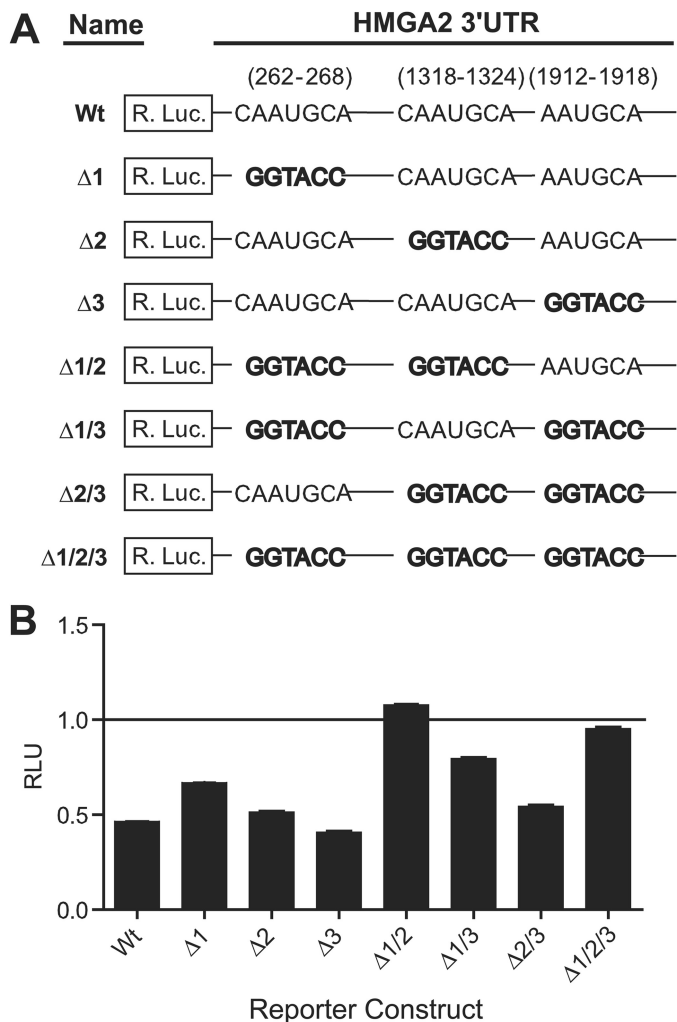 A Name HMGA2 3'UTR
(262-268) (1318-1324) (1912-1918)
Wt R. Luc. CAAUGCA CAAUGCA AAUGCA
Δ1 R. Luc. GGTACC CAAUGCA AAUGCA
Δ2 R. Luc. CAAUGCA GGTACC AAUGCA
Δ3 R. Luc. CAAUGCA CAAUGCA GGTACC
Δ1/2 R. Luc. GGTACC GGTACC AAUGCA
Δ1/3 R. Luc. GGTACC CAAUGCA GGTACC
Δ2/3 R. Luc. CAAUGCA GGTACC GGTACC
Δ1/2/3 R. Luc. GGTACC GGTACC GGTACC
B
1.5
1.0
0.5
0.0
RLU
Wt Δ1 Δ2 Δ3 Δ1/2 Δ1/3 Δ2/3 Δ1/2/3
Reporter Construct